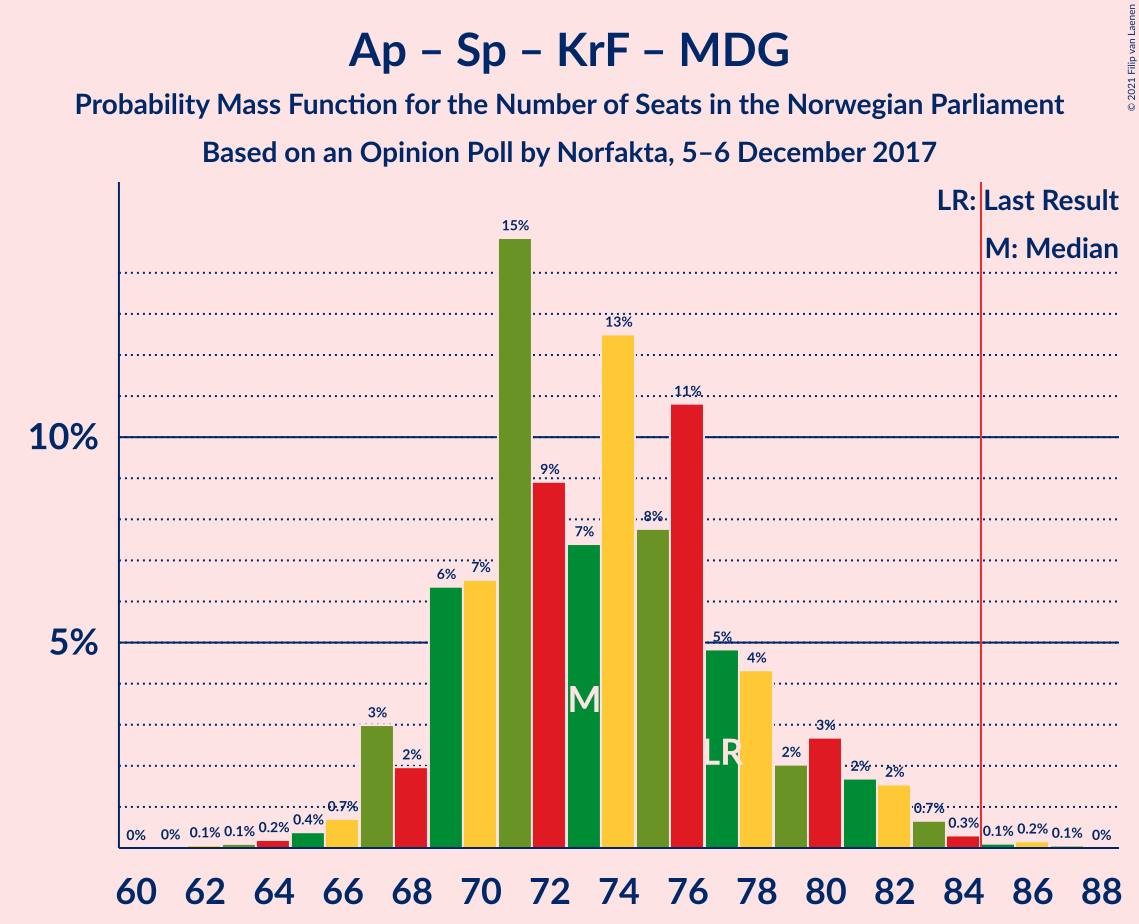 Ap – Sp – KrF – MDG
Probability Mass Function for the Number of Seats in the Norwegian Parliament
Based on an Opinion Poll by Norfakta, 5–6 December 2017
© 2021 Filip van Laenen
LR: Last Result
M: Median
10%
5%
0% 0% 0.1% 0.1% 0.2% 0.4% 0.7% 3% 2% 6% 7% 15% 9% 7% 13% 8% 11% 5% 4% 2% 3% 2% 2% 0.7% 0.3% 0.1% 0.2% 0.1% 0%
M
LR
60 62 64 66 68 70 72 74 76 78 80 82 84 86 88